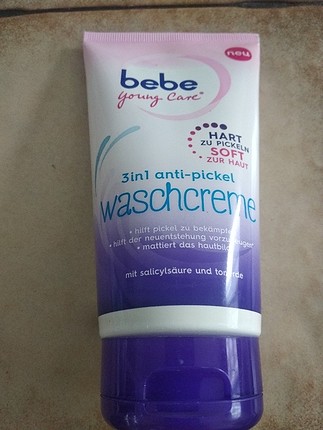 neu
bebe
Young Care®
HART
ZU PICKELN
SOFT
ZUR HAUT
3in1 anti-pickel
waschcreme
• hilft pickel zu bekämpfen
• hilft der neuentstehung vorzubeugen
• mattiert das hautbild
mit salicylsäure und tonerde